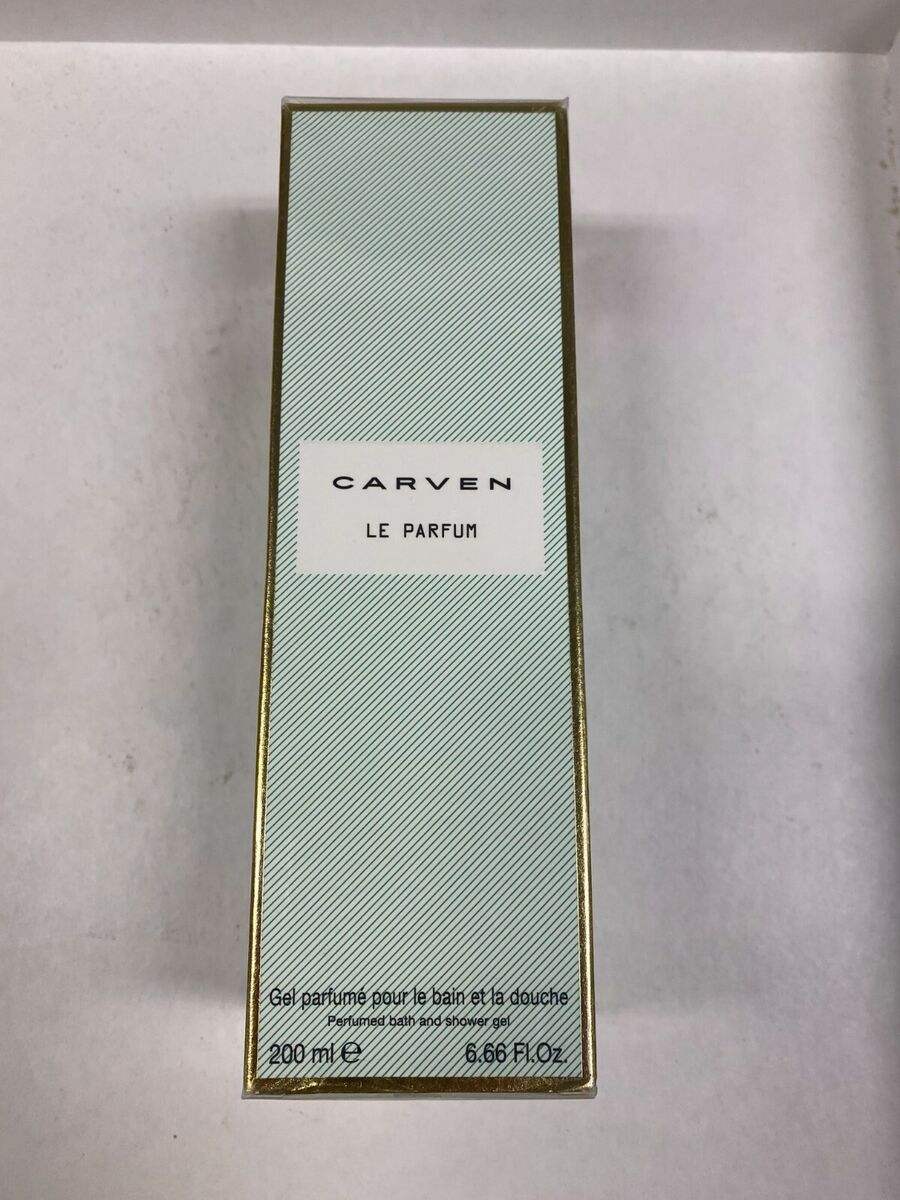 CARVEN
LE PARFUM
Gel parfumé pour le bain et la douche
Perfumed bath and shower gel
200 ml ℮ 6.66 Fl.Oz.